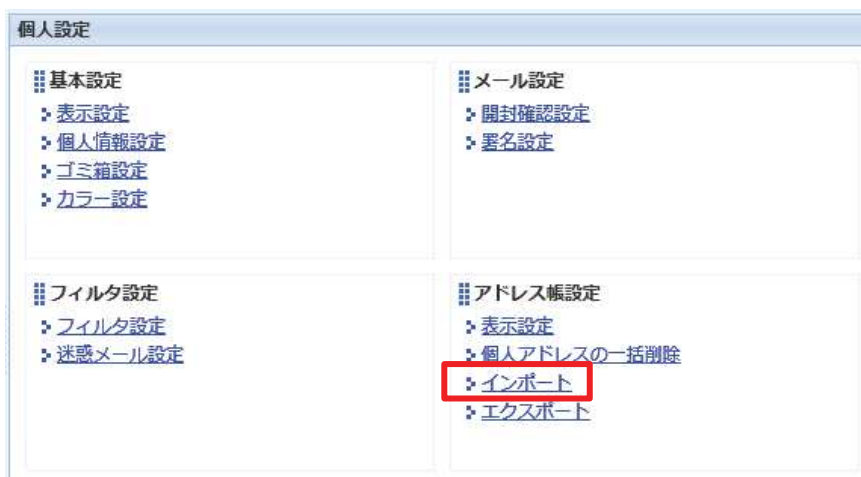 個人設定
基本設定
表示設定
個人情報設定
ゴミ箱設定
カラー設定
メール設定
開封確認設定
署名設定
フィルタ設定
フィルタ設定
迷惑メール設定
アドレス帳設定
表示設定
個人アドレスの一括削除
インポート
エクスポート